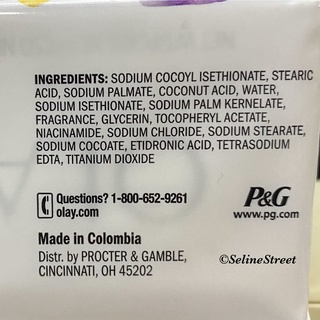 INGREDIENTS: SODIUM COCOYL ISETHIONATE, STEARIC
ACID, SODIUM PALMATE, COCONUT ACID, WATER,
SODIUM ISETHIONATE, SODIUM PALM KERNELATE,
FRAGRANCE, GLYCERIN, TOCOPHERYL ACETATE,
NIACINAMIDE, SODIUM CHLORIDE, SODIUM STEARATE,
SODIUM COCOATE, ETIDRONIC ACID, TETRASODIUM
EDTA, TITANIUM DIOXIDE
Questions? 1-800-652-9261
olay.com
P&G
www.pg.com
Made in Colombia
Distr. by PROCTER & GAMBLE,
CINCINNATI, OH 45202
©SelineStreet